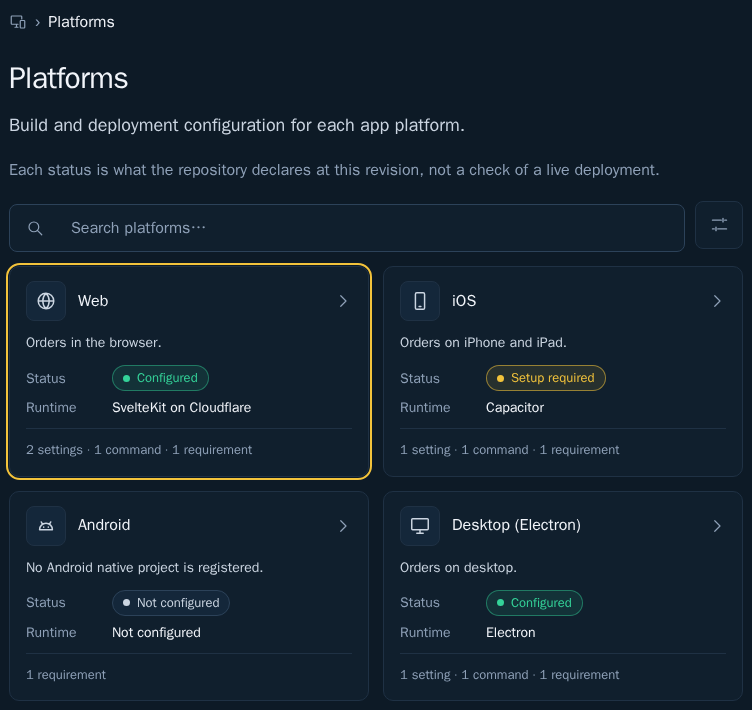 › Platforms
Platforms
Build and deployment configuration for each app platform.
Each status is what the repository declares at this revision, not a check of a live deployment.
Search platforms···
Web
Orders in the browser.
Status Configured
Runtime SvelteKit on Cloudflare
2 settings · 1 command · 1 requirement
iOS
Orders on iPhone and iPad.
Status Setup required
Runtime Capacitor
1 setting · 1 command · 1 requirement
Android
No Android native project is registered.
Status Not configured
Runtime Not configured
1 requirement
Desktop (Electron)
Orders on desktop.
Status Configured
Runtime Electron
1 setting · 1 command · 1 requirement